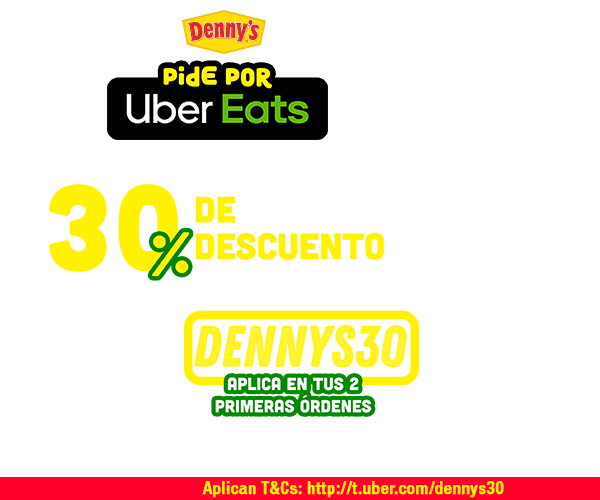 Denny's
PidE POR
Uber Eats
30% DE
DESCUENTO
DENNYS30
APLICA EN TUS 2
PRIMERAS ÓRDENES
Aplican T&Cs: http://t.uber.com/dennys30